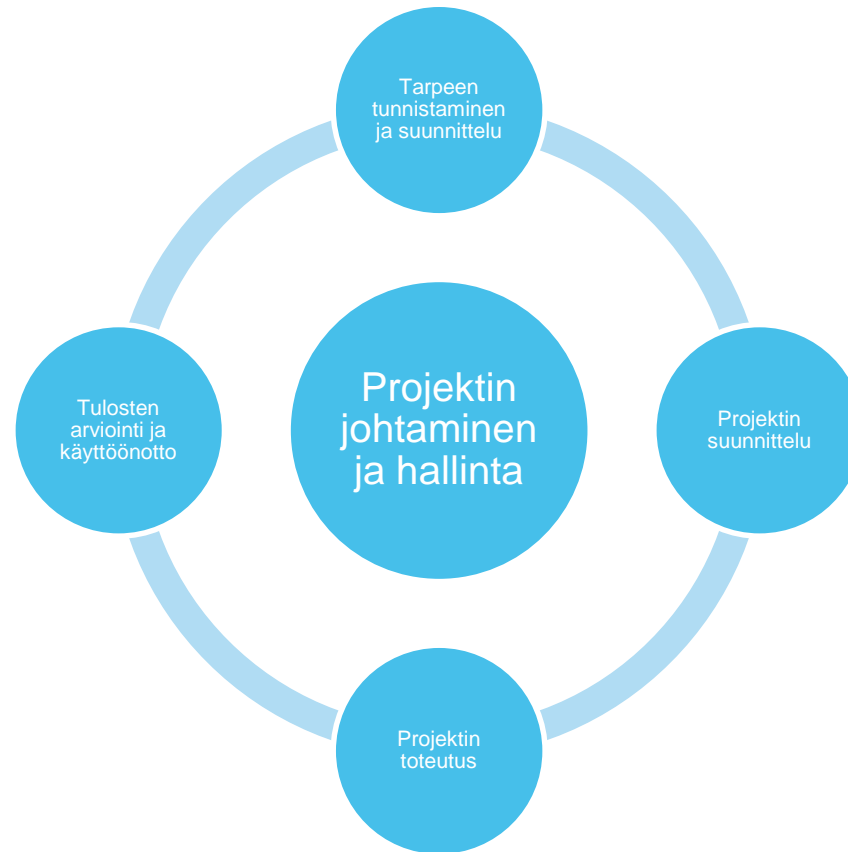 Tarpeen
tunnistaminen
ja suunnittelu
Projektin
johtaminen
ja hallinta
Tulosten
arviointi ja
käyttöönotto
Projektin
suunnittelu
Projektin
toteutus